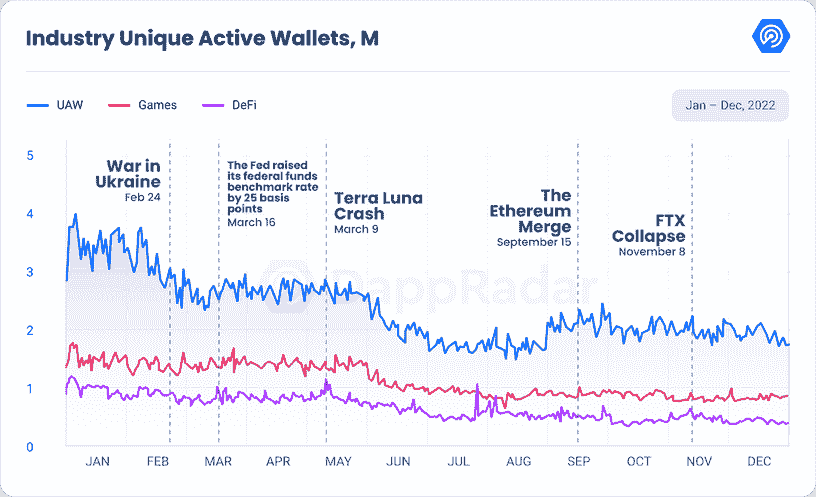 Industry Unique Active Wallets, M
UAW Games DeFi
Jan – Dec, 2022
5
4
3
2
1
0
War in
Ukraine
Feb 24
The Fed raised
its federal funds
benchmark rate
by 25 basis
points
March 16
Terra Luna
Crash
March 9
The
Ethereum
Merge
September 15
FTX
Collapse
November 8
DappRadar
JAN FEB MAR APR MAY JUN JUL AUG SEP OCT NOV DEC